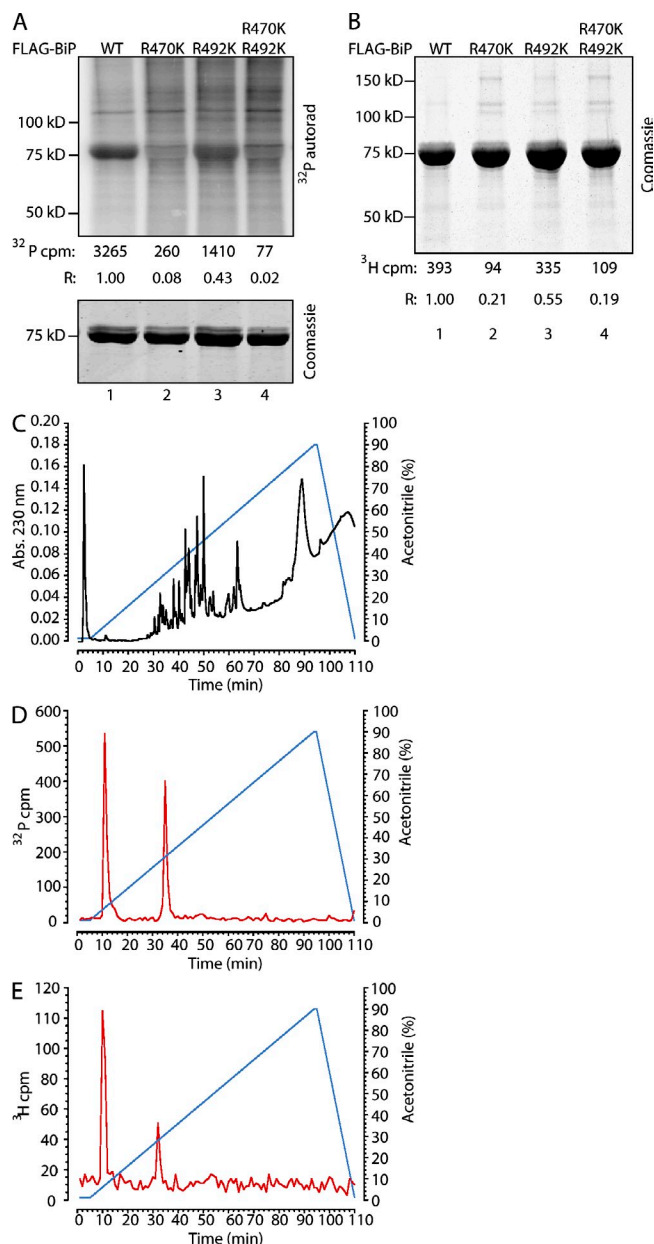 A
R470K
FLAG-BiP WT R470K R492K R492K
100 kD
75 kD
50 kD
32P autorad
32 P cpm: 3265 260 1410 77
R: 1.00 0.08 0.43 0.02
75 kD
Coomassie
1 2 3 4
B
R470K
FLAG-BiP WT R470K R492K R492K
150 kD
100 kD
75 kD
50 kD
Coomassie
3H cpm: 393 94 335 109
R: 1.00 0.21 0.55 0.19
1 2 3 4
C
Abs. 230 nm
0.20
0.18
0.16
0.14
0.12
0.10
0.08
0.06
0.04
0.02
0.00
100
90
80
70
60
50
40
30
20
10
0
Acetonitrile (%)
0 10 20 30 40 50 60 70 80 90 100 110
Time (min)
D
32P cpm
600
500
400
300
200
100
0
100
90
80
70
60
50
40
30
20
10
0
Acetonitrile (%)
0 10 20 30 40 50 60 70 80 90 100 110
Time (min)
E
3H cpm
120
100
80
60
40
20
0
100
90
80
70
60
50
40
30
20
10
0
Acetonitrile (%)
0 10 20 30 40 50 60 70 80 90 100 110
Time (min)